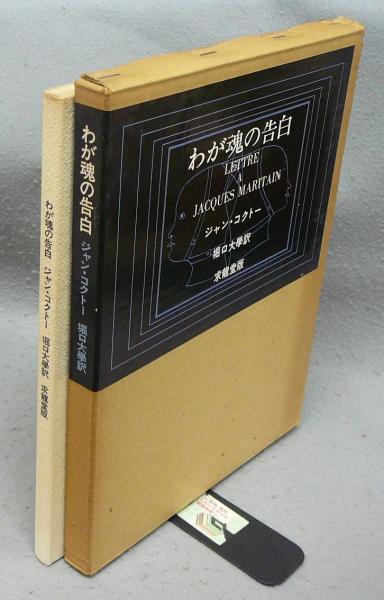 わが魂の告白 ジャン・コクトー 堀口大學訳 求龍堂版
わが魂の告白 ジャン・コクトー 堀口大學訳
わが魂の告白
LETTRE
A
JACQUES MARITAIN
ジャン・コクトー
堀口大學訳
求龍堂版